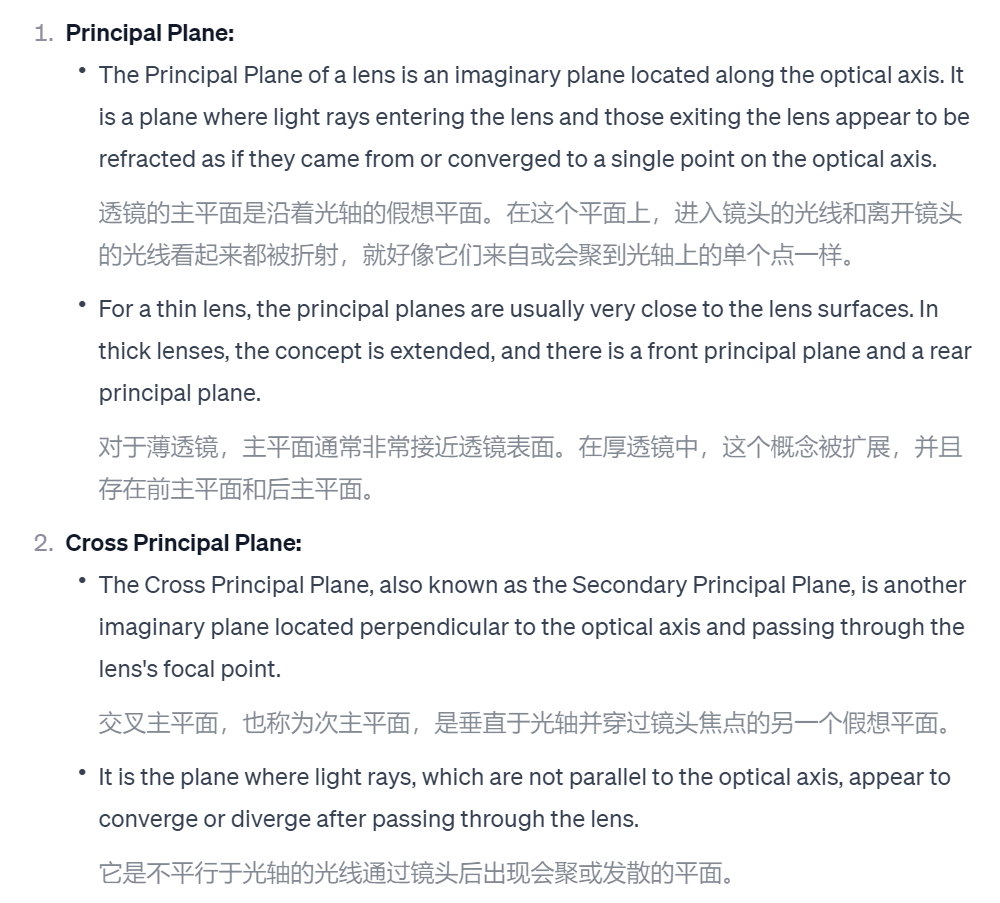 1. Principal Plane:
• The Principal Plane of a lens is an imaginary plane located along the optical axis. It
is a plane where light rays entering the lens and those exiting the lens appear to be
refracted as if they came from or converged to a single point on the optical axis.
透镜的主平面是沿着光轴的假想平面。在这个平面上，进入镜头的光线和离开镜头
的光线看起来都被折射，就好像它们来自或会聚到光轴上的单个点一样。
• For a thin lens, the principal planes are usually very close to the lens surfaces. In
thick lenses, the concept is extended, and there is a front principal plane and a rear
principal plane.
对于薄透镜，主平面通常非常接近透镜表面。在厚透镜中，这个概念被扩展，并且
存在前主平面和后主平面。
2. Cross Principal Plane:
• The Cross Principal Plane, also known as the Secondary Principal Plane, is another
imaginary plane located perpendicular to the optical axis and passing through the
lens's focal point.
交叉主平面，也称为次主平面，是垂直于光轴并穿过镜头焦点的另一个假想平面。
• It is the plane where light rays, which are not parallel to the optical axis, appear to
converge or diverge after passing through the lens.
它是不平行于光轴的光线通过镜头后出现会聚或发散的平面。